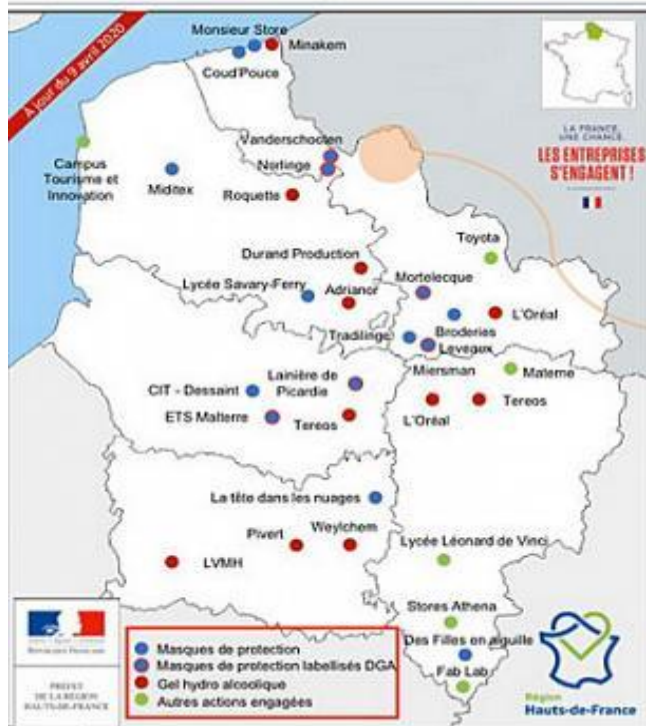 A jour du 9 avril 2020
Monsieur Store
Minakem
Coud'Pouce
LA FRANCE,
UNE CHANCE.
LES ENTREPRISES
S'ENGAGENT !
Vanderschooten
Norlinge
Campus
Tourisme et
Innovation
Miditex
Roquette
Toyota
Durand Production
Mortelecque
Lycée Savary-Ferry
Adrianor
L'Oréal
Tradilinge
Broderies
Leveaux
Lainière de
Picardie
CIT - Dessaint
ETS Malterre
Tereos
Miersman
Materne
L'Oréal
Tereos
La tête dans les nuages
Pivert
Weylchem
LVMH
Lycée Léonard de Vinci
Stores Athena
Des Filles en aiguille
Fab Lab
Masques de protection
Masques de protection labellisés DGA
Gel hydro alcoolique
Autres actions engagées
RÉPUBLIQUE FRANÇAISE
PRÉFET
DE LA RÉGION
HAUTS-DE-FRANCE
Région
Hauts-de-France